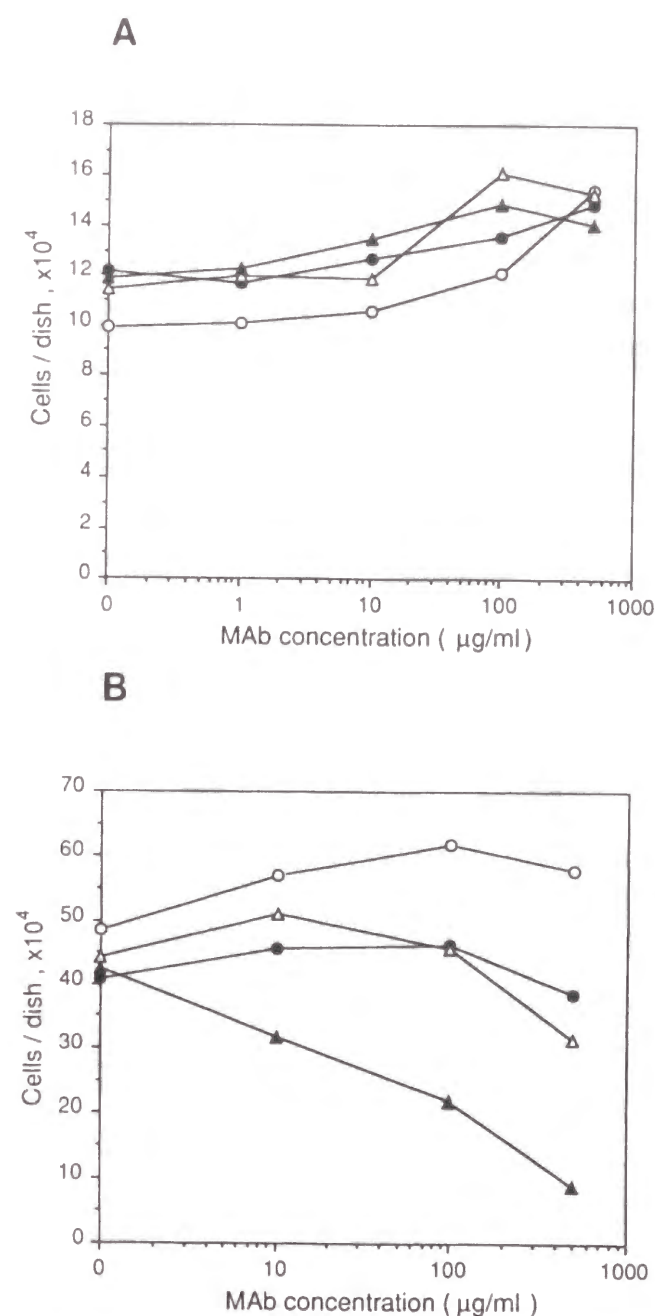 A
18
16
14
12
10
8
6
4
2
0
Cells / dish , x10⁴
0 1 10 100 1000
MAb concentration ( µg/ml )
B
70
60
50
40
30
20
10
0
Cells / dish , x10⁴
0 10 100 1000
MAb concentration ( µg/ml )